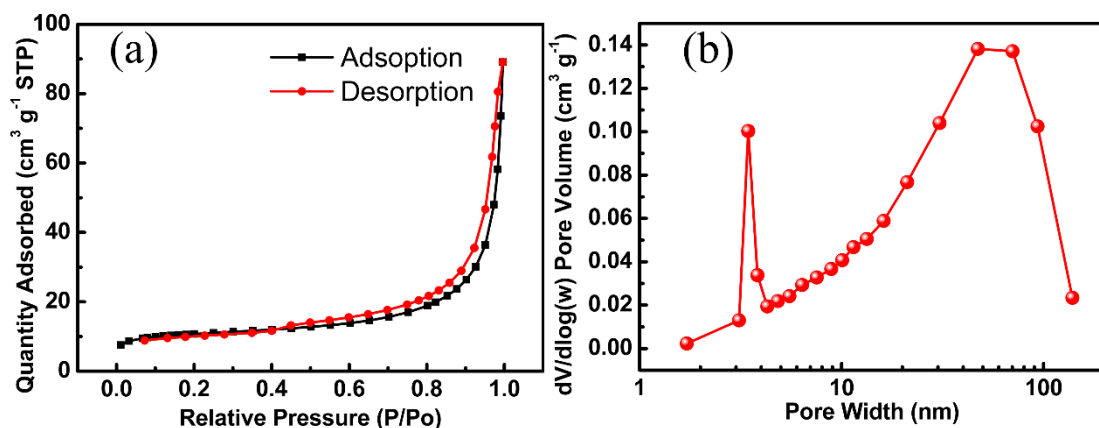 (a)
Adsoption
Desorption
Quantity Adsorbed (cm³ g⁻¹ STP)
100
80
60
40
20
0
0.0 0.2 0.4 0.6 0.8 1.0
Relative Pressure (P/Po)
(b)
dV/dlog(w) Pore Volume (cm³ g⁻¹)
0.14
0.12
0.10
0.08
0.06
0.04
0.02
0.00
1 10 100
Pore Width (nm)